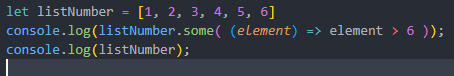 let listNumber = [1, 2, 3, 4, 5, 6]
console.log(listNumber.some( (element) => element > 6 ));
console.log(listNumber);